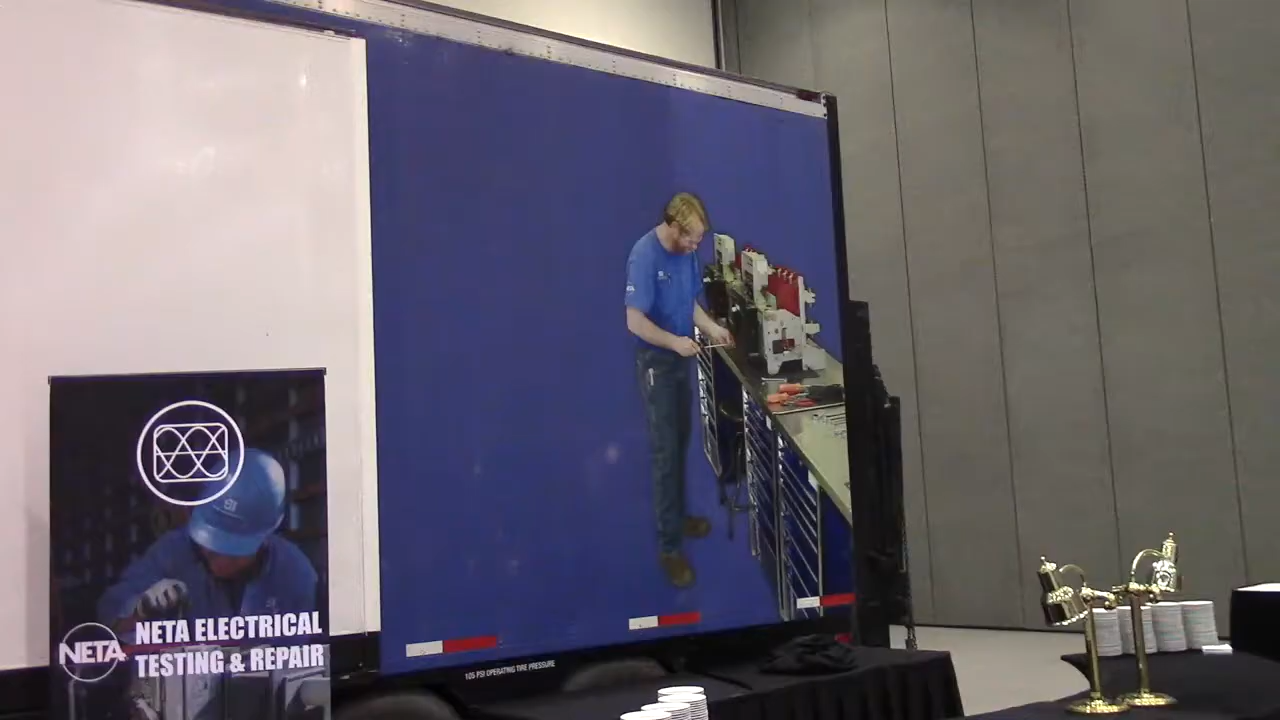 NETA
NETA ELECTRICAL
TESTING & REPAIR
105 PSI OPERATING TIRE PRESSURE